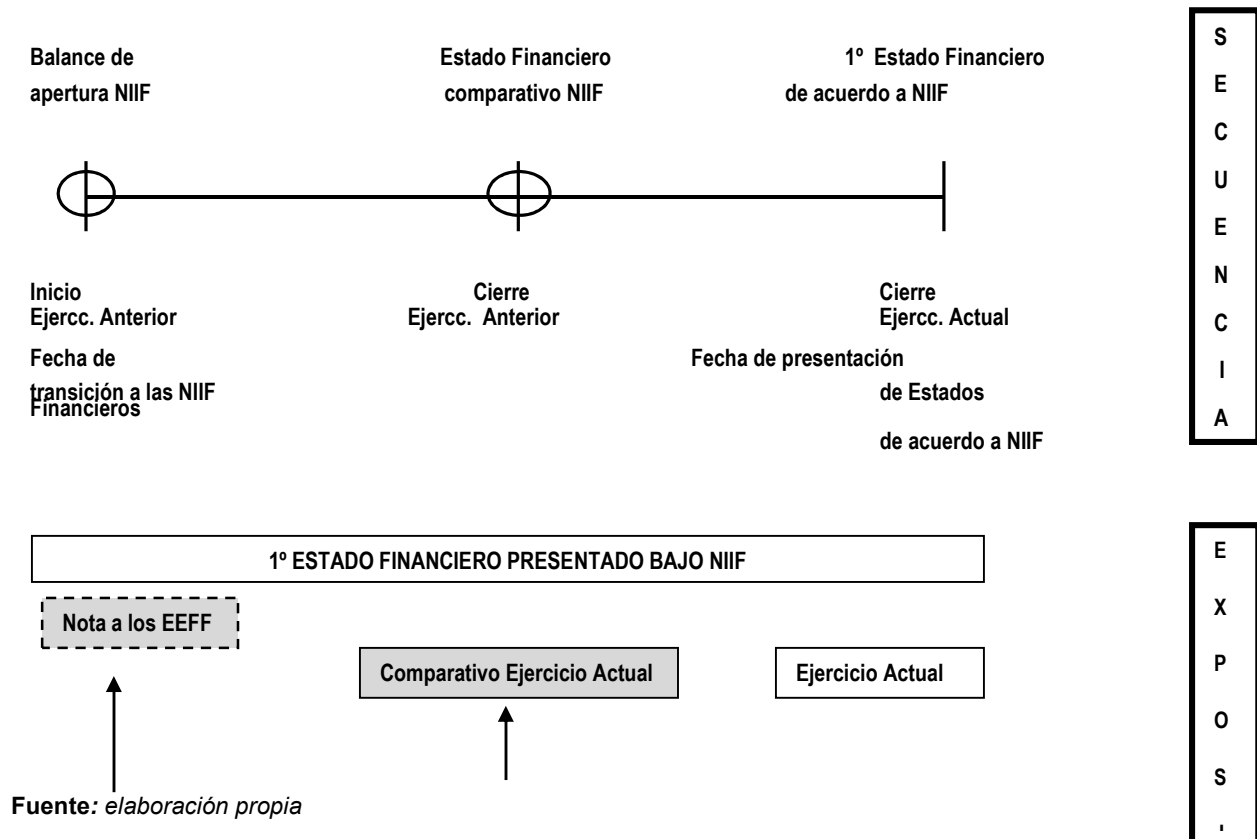 Balance de
apertura NIIF
Estado Financiero
comparativo NIIF
1º Estado Financiero
de acuerdo a NIIF
Inicio
Ejercc. Anterior
Fecha de
transición a las NIIF
Financieros
Cierre
Ejercc. Anterior
Cierre
Ejercc. Actual
Fecha de presentación
de Estados
de acuerdo a NIIF
S
E
C
U
E
N
C
I
A
1º ESTADO FINANCIERO PRESENTADO BAJO NIIF
Nota a los EEFF
Comparativo Ejercicio Actual
Ejercicio Actual
E
X
P
O
S
Fuente: elaboración propia